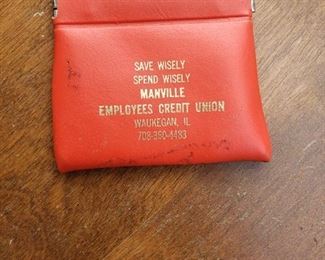 SAVE WISELY
SPEND WISELY
MANVILLE
EMPLOYEES CREDIT UNION
WAUKEGAN, IL
708-360-4483